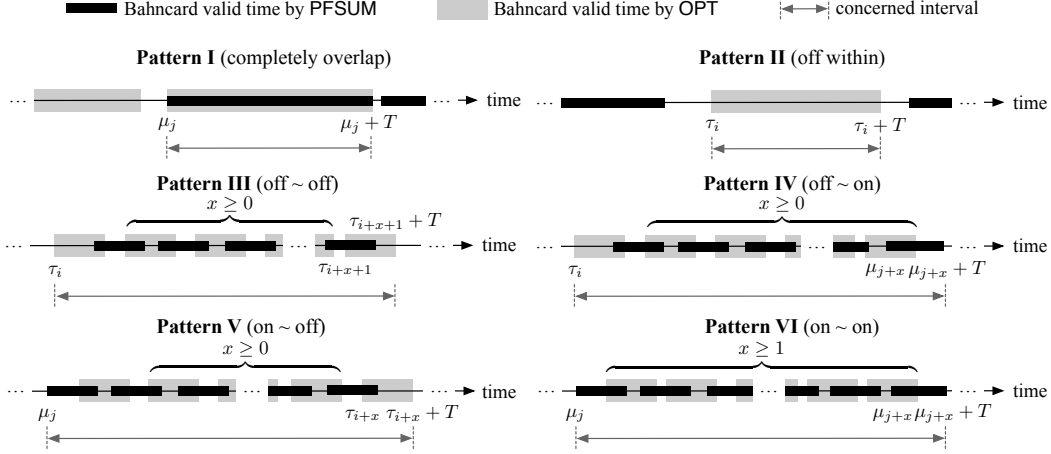 Bahncard valid time by PFSUM Bahncard valid time by OPT concerned interval
Pattern I (completely overlap) Pattern II (off within)
⋯ ⋯ time ⋯ ⋯ time
μ_j μ_j + T τ_i τ_i + T
Pattern III (off ~ off) Pattern IV (off ~ on)
x ≥ 0 x ≥ 0
τ_{i+x+1} + T
⋯ ⋯ ⋯ time ⋯ ⋯ ⋯ time
τ_i τ_{i+x+1} τ_i μ_{j+x} μ_{j+x} + T
Pattern V (on ~ off) Pattern VI (on ~ on)
x ≥ 0 x ≥ 1
⋯ ⋯ ⋯ time ⋯ ⋯ ⋯ time
μ_j τ_{i+x} τ_{i+x} + T μ_j μ_{j+x} μ_{j+x} + T